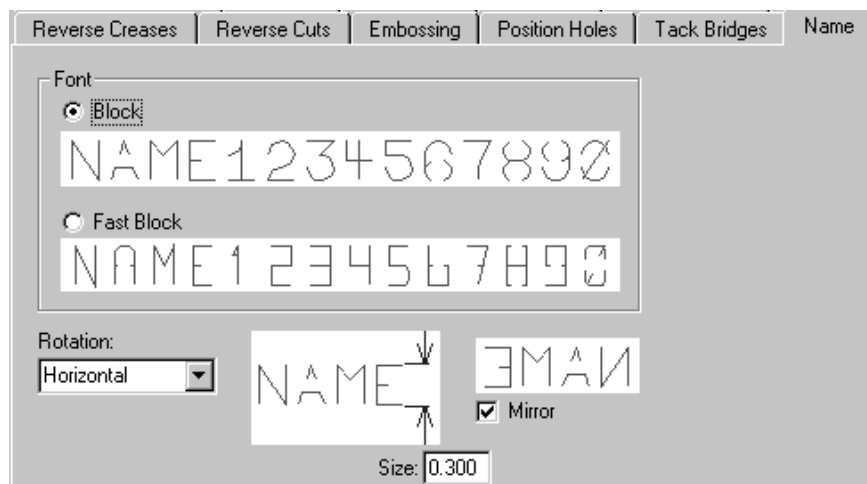 Reverse Creases Reverse Cuts Embossing Position Holes Tack Bridges Name
Font
Block
NAME1234567890
Fast Block
NAME1234567890
Rotation:
Horizontal
NAME
NAME
Mirror
Size: 0.300